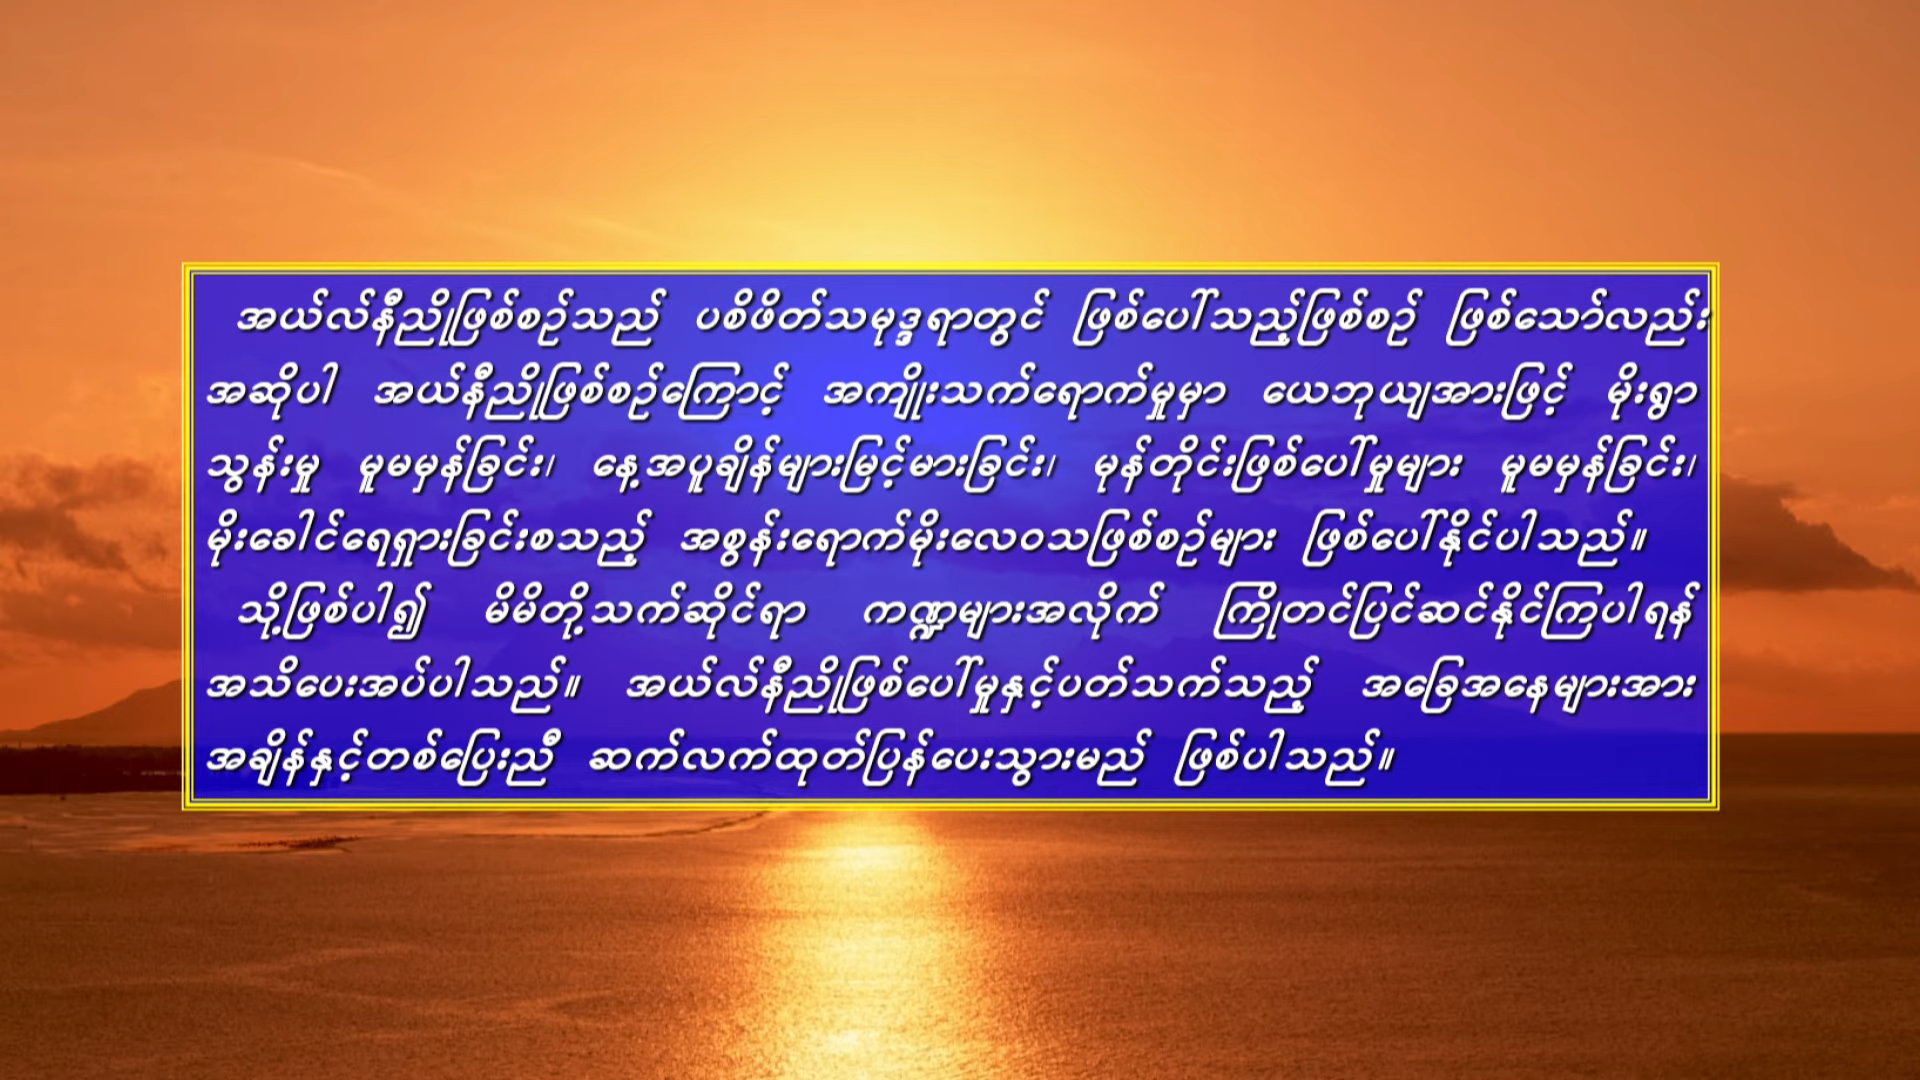 အယ်လ်နီညိုဖြစ်စဉ်သည် ပစိဖိတ်သမုဒ္ဒရာတွင် ဖြစ်ပေါ်သည့်ဖြစ်စဉ် ဖြစ်သော်လည်း
အဆိုပါ အယ်နီညိုဖြစ်စဉ်ကြောင့် အကျိုးသက်ရောက်မှုမှာ ယေဘုယျအားဖြင့် မိုးရွာ
သွန်းမှု မူမမှန်ခြင်း၊ နေ့အပူချိန်များမြင့်မားခြင်း၊ မုန်တိုင်းဖြစ်ပေါ်မှုများ မူမမှန်ခြင်း၊
မိုးခေါင်ရေရှားခြင်းစသည့် အစွန်းရောက်မိုးလေဝသဖြစ်စဉ်များ ဖြစ်ပေါ်နိုင်ပါသည်။
သို့ဖြစ်ပါ၍ မိမိတို့သက်ဆိုင်ရာ ကဏ္ဍများအလိုက် ကြိုတင်ပြင်ဆင်နိုင်ကြပါရန်
အသိပေးအပ်ပါသည်။ အယ်လ်နီညိုဖြစ်ပေါ်မှုနှင့်ပတ်သက်သည့် အခြေအနေများအား
အချိန်နှင့်တစ်ပြေးညီ ဆက်လက်ထုတ်ပြန်ပေးသွားမည် ဖြစ်ပါသည်။